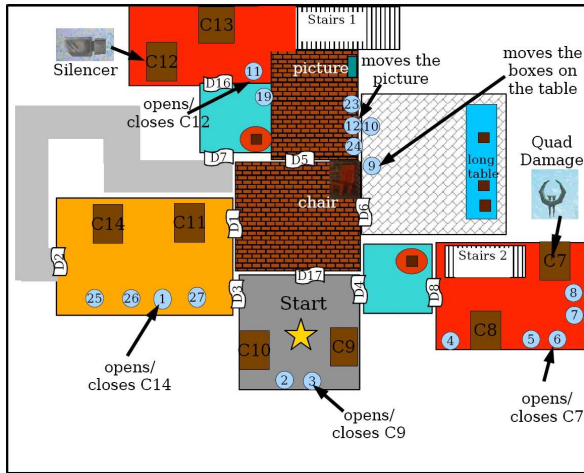 C13
Stairs 1
moves the
picture
moves the
boxes on
the table
Silencer
C12
11
picture
D16
opens/
closes C12
19
23
12
10
24
9
long
table
Quad
Damage
D7
D5
chair
D6
C14
C11
D1
D2
Stairs 2
C7
D17
25
26
1
27
D3
Start
D4
D8
8
7
C10
C9
C8
4
5
6
opens/
closes C14
2
3
opens/
closes C9
opens/
closes C7